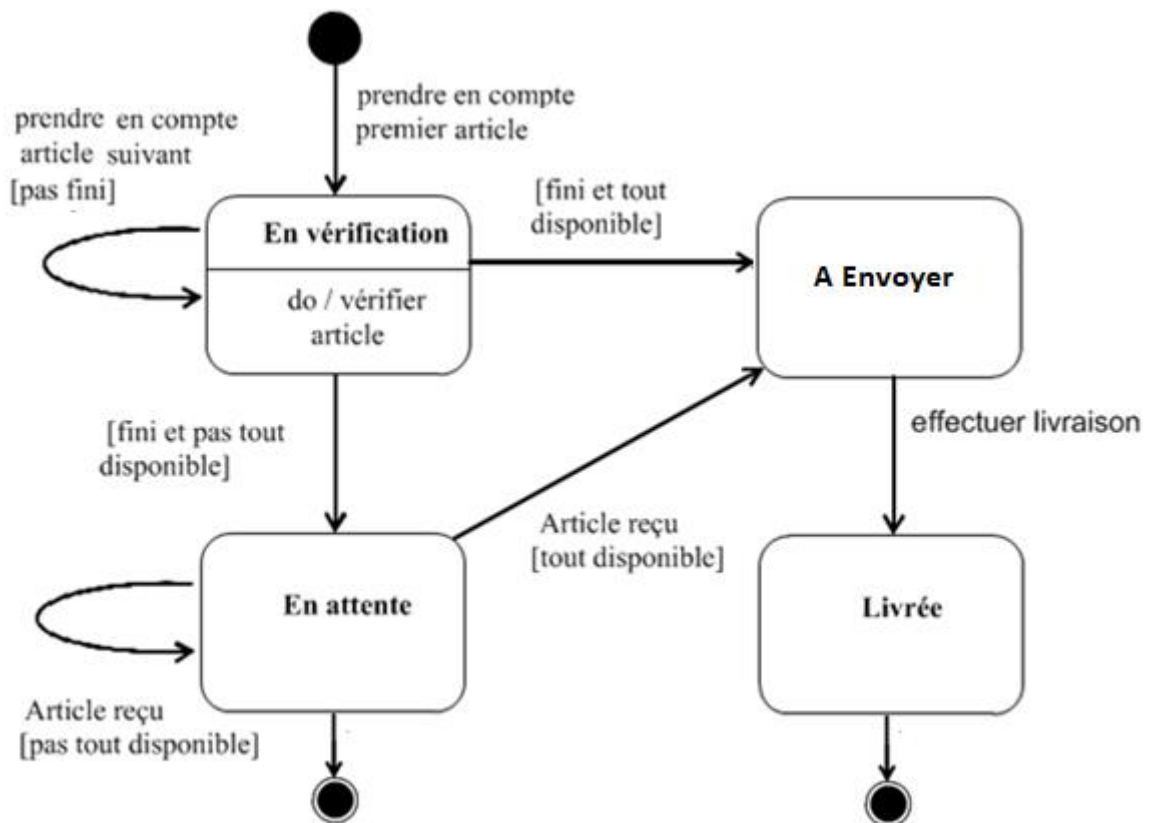 prendre en compte
premier article
prendre en compte
article suivant
[pas fini]
[fini et tout
disponible]
En vérification
do / vérifier
article
A Envoyer
[fini et pas tout
disponible]
effectuer livraison
Article reçu
[tout disponible]
En attente
Livrée
Article reçu
[pas tout disponible]